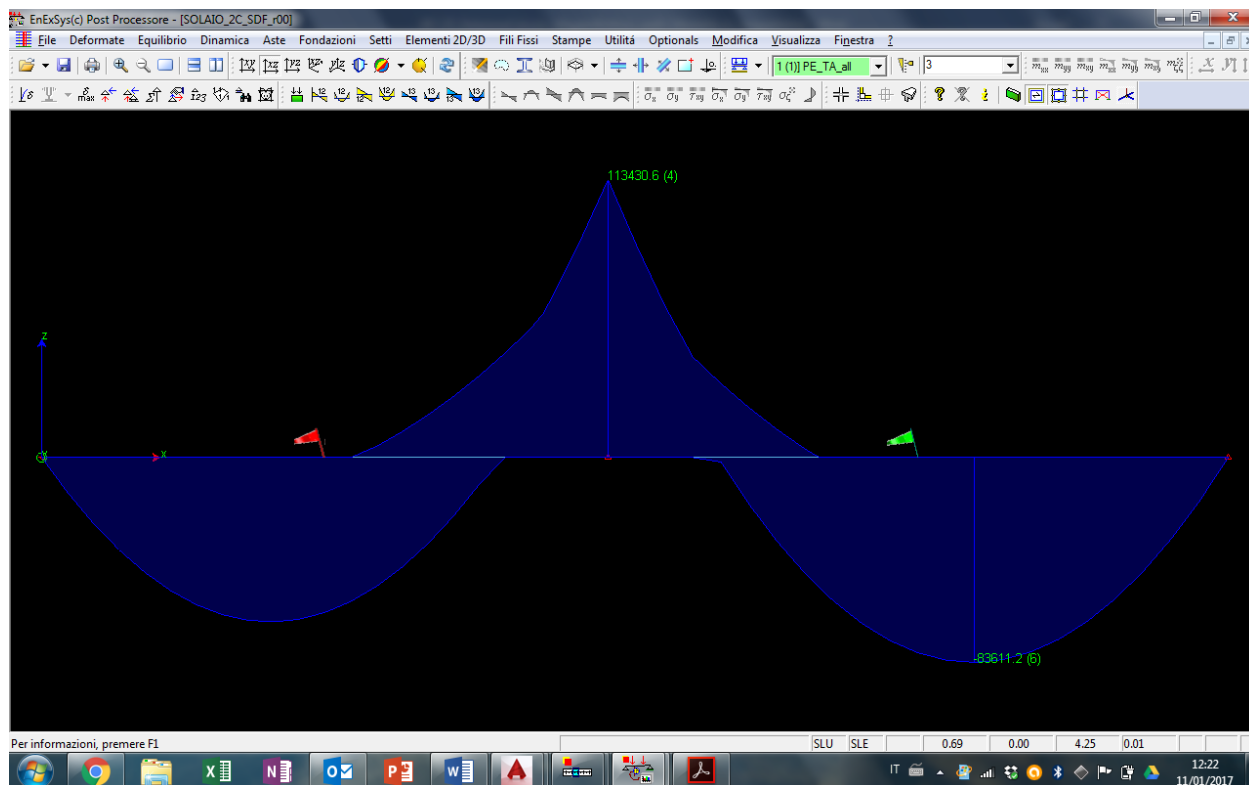 EnExSys(c) Post Processore - [SOLAIO_2C_SDF_r00]
File Deformate Equilibrio Dinamica Aste Fondazioni Setti Elementi 2D/3D Fili Fissi Stampe Utilitá Optionals Modifica Visualizza Finestra ?
1 (1)] PE_TA_all 3
113430.6 (4)
z
Y x
-83611.2 (6)
Per informazioni, premere F1 SLU SLE 0.69 0.00 4.25 0.01
IT 12:22
11/01/2017